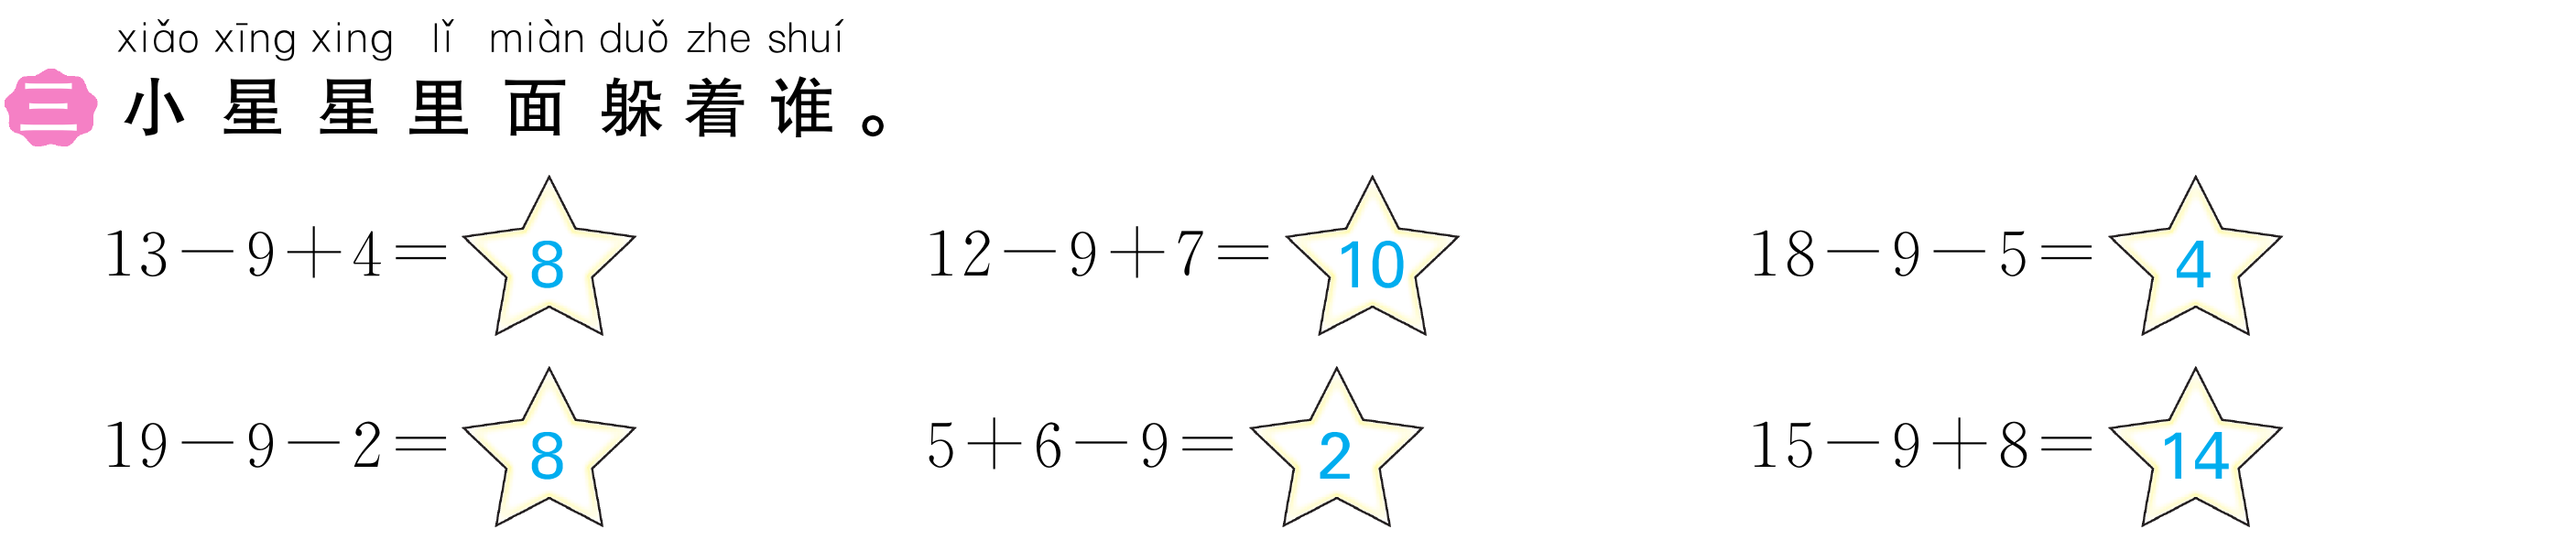 xiǎo xīng xing lǐ miàn duǒ zhe shuí
三 小星星里面躲着谁。
13－9＋4＝8 12－9＋7＝10 18－9－5＝4
19－9－2＝8 5＋6－9＝2 15－9＋8＝14